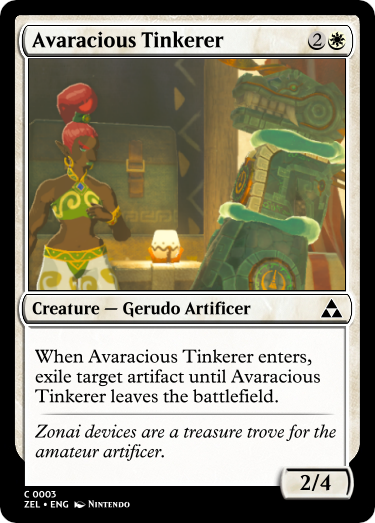 Avaracious Tinkerer 2
Creature — Gerudo Artificer
When Avaracious Tinkerer enters,
exile target artifact until Avaracious
Tinkerer leaves the battlefield.
Zonai devices are a treasure trove for the
amateur artificer.
2/4
C 0003
ZEL • ENG Nintendo